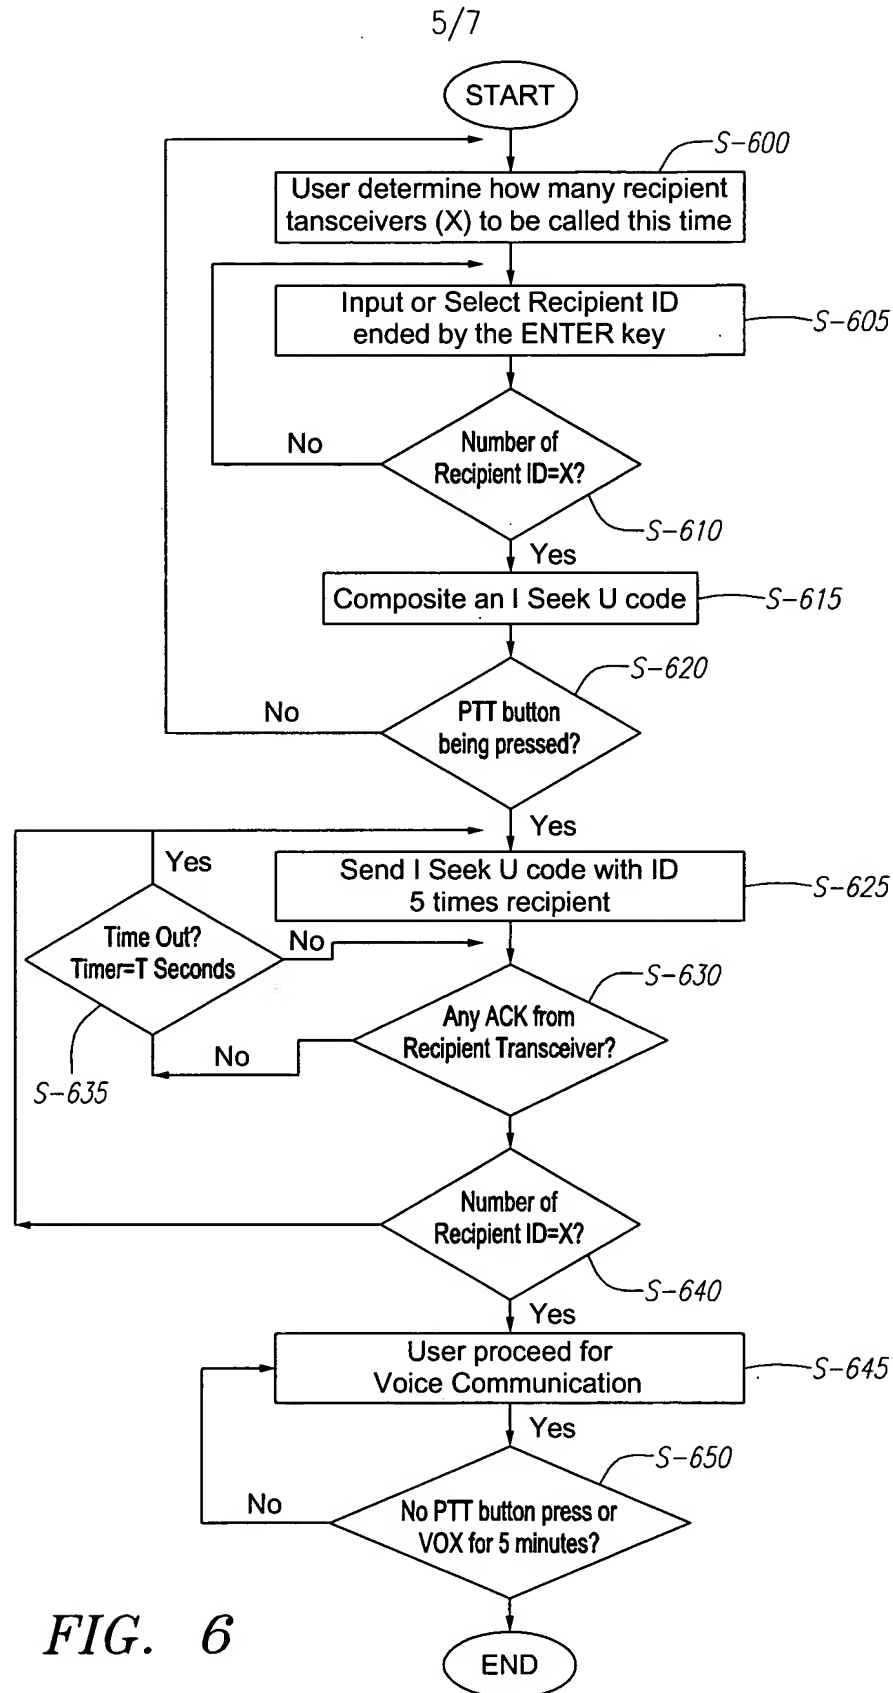 5/7
START
S-600
User determine how many recipient
tansceivers (X) to be called this time
Input or Select Recipient ID
ended by the ENTER key
S-605
No
Number of
Recipient ID=X?
S-610
Yes
Composite an I Seek U code
S-615
S-620
No
PTT button
being pressed?
Yes
Yes
Send I Seek U code with ID
5 times recipient
S-625
Time Out?
Timer=T Seconds
No
S-630
Any ACK from
Recipient Transceiver?
No
S-635
Number of
Recipient ID=X?
S-640
Yes
User proceed for
Voice Communication
S-645
Yes
S-650
No
No PTT button press or
VOX for 5 minutes?
FIG. 6
END